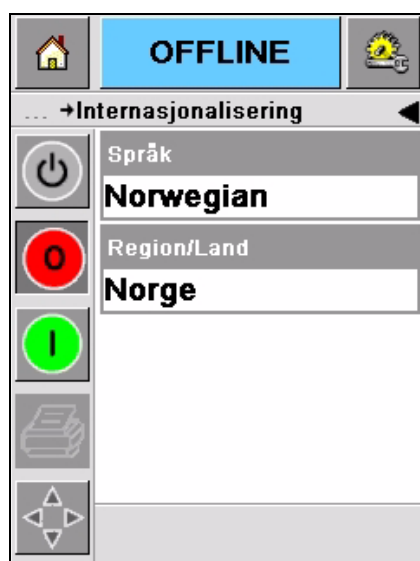 OFFLINE
... →Internasjonalisering
Språk
Norwegian
O
Region/Land
Norge
I